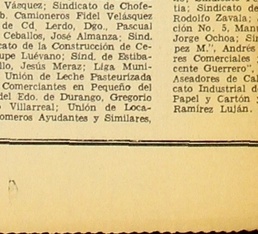 Vázquez; Sindicato de Chofe-
b. Camioneros Fidel Velásquez
de Cd. Lerdo, Dgo., Pascual
Ceballos, José Almanza; Sind.
cato de la Construcción de Ce-
upe Luévano; Sind. de Estiba-
llo, Jesús Meraz; Liga Muni-
Unión de Leche Pasteurizada
Comerciantes en Pequeño del
del Edo. de Durango, Gregorio
Villarreal; Unión de Loca-
omeros Ayudantes y Similares,
tia; Sindicato de
Rodolfo Zavala;
ción No. 5, Man
Jorge Ochoa; Si
pez M.", Andrés
res Comerciales
cente Guerrero",
Aseadores de Cal
cato Industrial d
Papel y Cartón
Ramírez Luján.